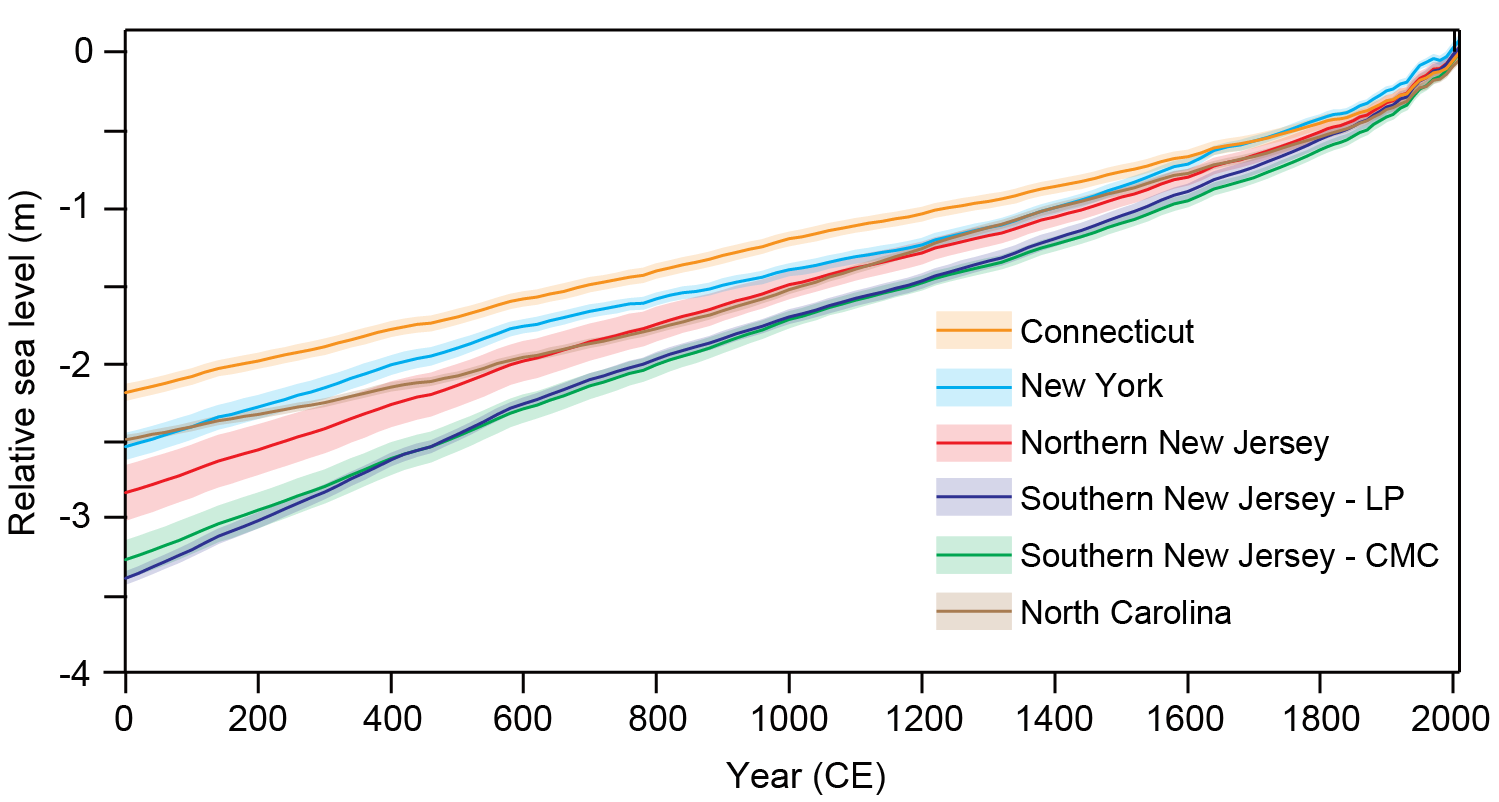 Relative sea level (m)
0
-1
-2
-3
-4
Connecticut
New York
Northern New Jersey
Southern New Jersey - LP
Southern New Jersey - CMC
North Carolina
0 200 400 600 800 1000 1200 1400 1600 1800 2000
Year (CE)